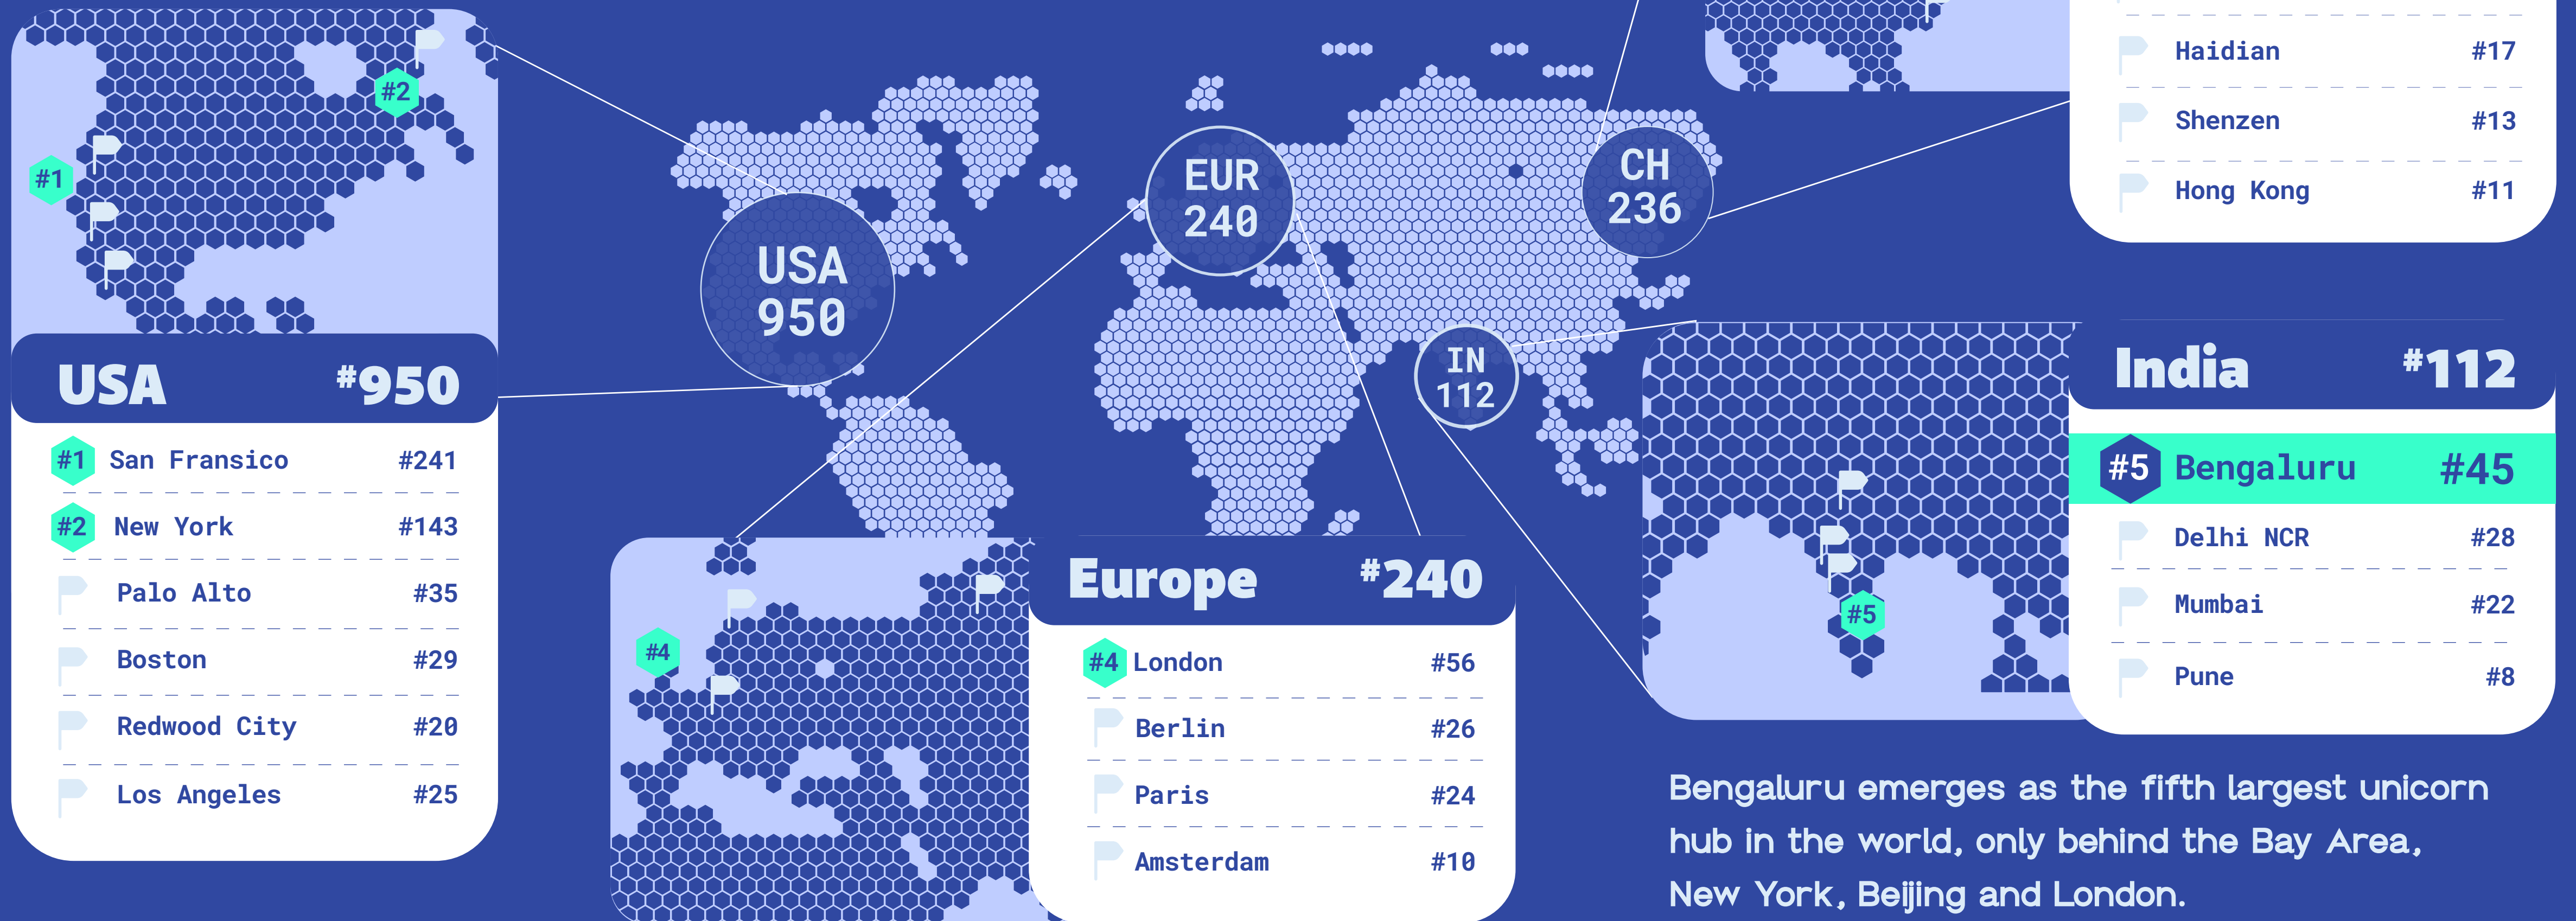 #2
#1
USA #950
#1 San Fransico #241
#2 New York #143
Palo Alto #35
Boston #29
Redwood City #20
Los Angeles #25
USA
950
EUR
240
CH
236
IN
112
#4
Europe #240
#4 London #56
Berlin #26
Paris #24
Amsterdam #10
Haidian #17
Shenzen #13
Hong Kong #11
#5
India #112
#5 Bengaluru #45
Delhi NCR #28
Mumbai #22
Pune #8
Bengaluru emerges as the fifth largest unicorn
hub in the world, only behind the Bay Area,
New York, Beijing and London.